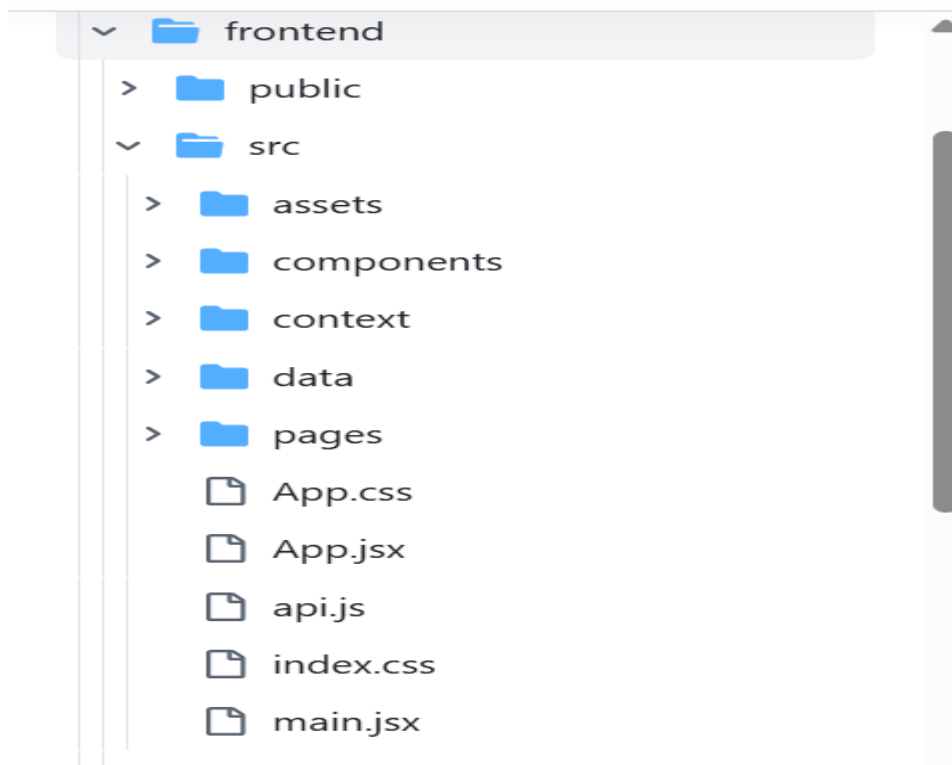 frontend
public
src
assets
components
context
data
pages
App.css
App.jsx
api.js
index.css
main.jsx